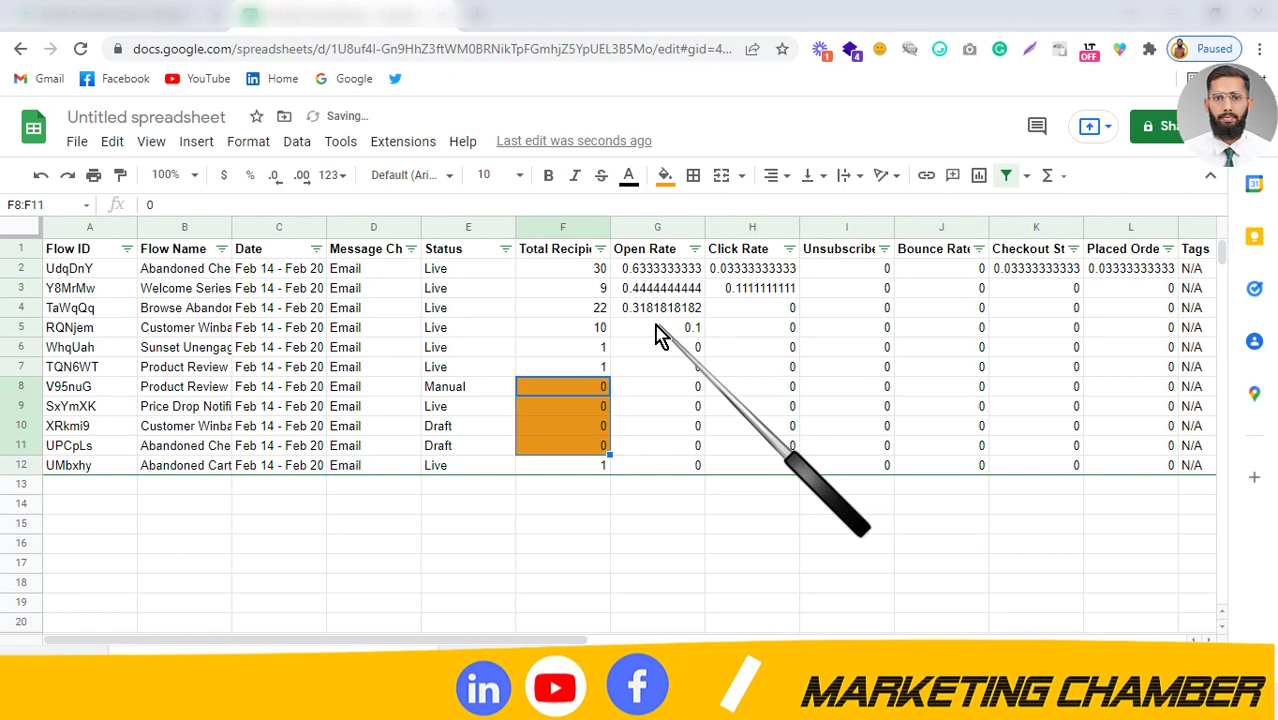 docs.google.com/spreadsheets/d/1U8uf4I-Gn9HhZ3ftWM0BRNikTpFGmhjZ5YpUEL3B5Mo/edit#gid=4...
1
4
LT
OFF
Paused
Gmail Facebook YouTube Home Google
Untitled spreadsheet Saving...
File Edit View Insert Format Data Tools Extensions Help Last edit was seconds ago
100% $ % .0 .00 123 Default (Ari... 10 B I S A
F8:F11 fx 0
A B C D E F G H I J K L
1 Flow ID Flow Name Date Message Ch Status Total Recipie Open Rate Click Rate Unsubscribe Bounce Rate Checkout St Placed Orde Tags
2 UdqDnY Abandoned Che Feb 14 - Feb 20 Email Live 30 0.6333333333 0.03333333333 0 0 0.03333333333 0.03333333333 N/A
3 Y8MrMw Welcome Series Feb 14 - Feb 20 Email Live 9 0.4444444444 0.1111111111 0 0 0 0 N/A
4 TaWqQq Browse Abandon Feb 14 - Feb 20 Email Live 22 0.3181818182 0 0 0 0 0 N/A
5 RQNjem Customer Winba Feb 14 - Feb 20 Email Live 10 0.1 0 0 0 0 0 N/A
6 WhqUah Sunset Unengag Feb 14 - Feb 20 Email Live 1 0 0 0 0 0 0 N/A
7 TQN6WT Product Review Feb 14 - Feb 20 Email Live 1 0 0 0 0 0 N/A
8 V95nuG Product Review Feb 14 - Feb 20 Email Manual 0 0 0 0 0 0 0 N/A
9 SxYmXK Price Drop Notifi Feb 14 - Feb 20 Email Live 0 0 0 0 0 0 0 N/A
10 XRkmi9 Customer Winba Feb 14 - Feb 20 Email Draft 0 0 0 0 0 0 0 N/A
11 UPCpLs Abandoned Che Feb 14 - Feb 20 Email Draft 0 0 0 0 0 0 0 N/A
12 UMbxhy Abandoned Cart Feb 14 - Feb 20 Email Live 1 0 0 0 0 0 N/A
13
14
15
16
17
18
19
20
in f MARKETING CHAMBER